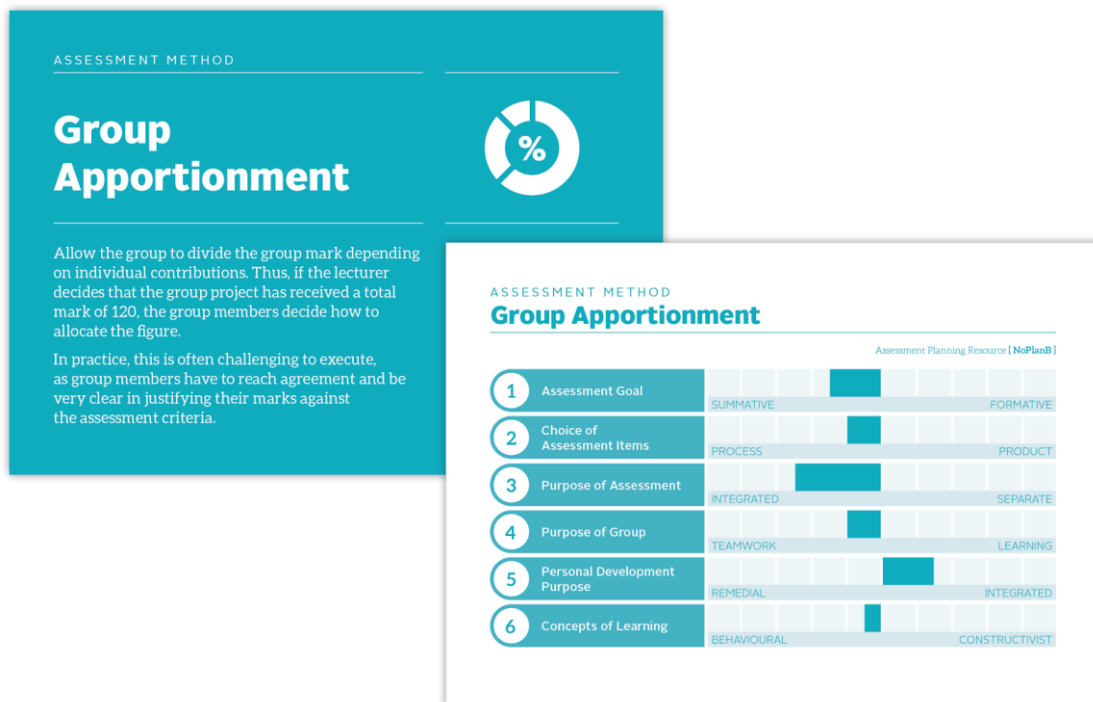 ASSESSMENT METHOD
Group
Apportionment
%
Allow the group to divide the group mark depending
on individual contributions. Thus, if the lecturer
decides that the group project has received a total
mark of 120, the group members decide how to
allocate the figure.
In practice, this is often challenging to execute,
as group members have to reach agreement and be
very clear in justifying their marks against
the assessment criteria.
ASSESSMENT METHOD
Group Apportionment
Assessment Planning Resource [ NoPlanB ]
1 Assessment Goal
SUMMATIVE FORMATIVE
2 Choice of
Assessment Items
PROCESS PRODUCT
3 Purpose of Assessment
INTEGRATED SEPARATE
4 Purpose of Group
TEAMWORK LEARNING
5 Personal Development
Purpose
REMEDIAL INTEGRATED
6 Concepts of Learning
BEHAVIOURAL CONSTRUCTIVIST